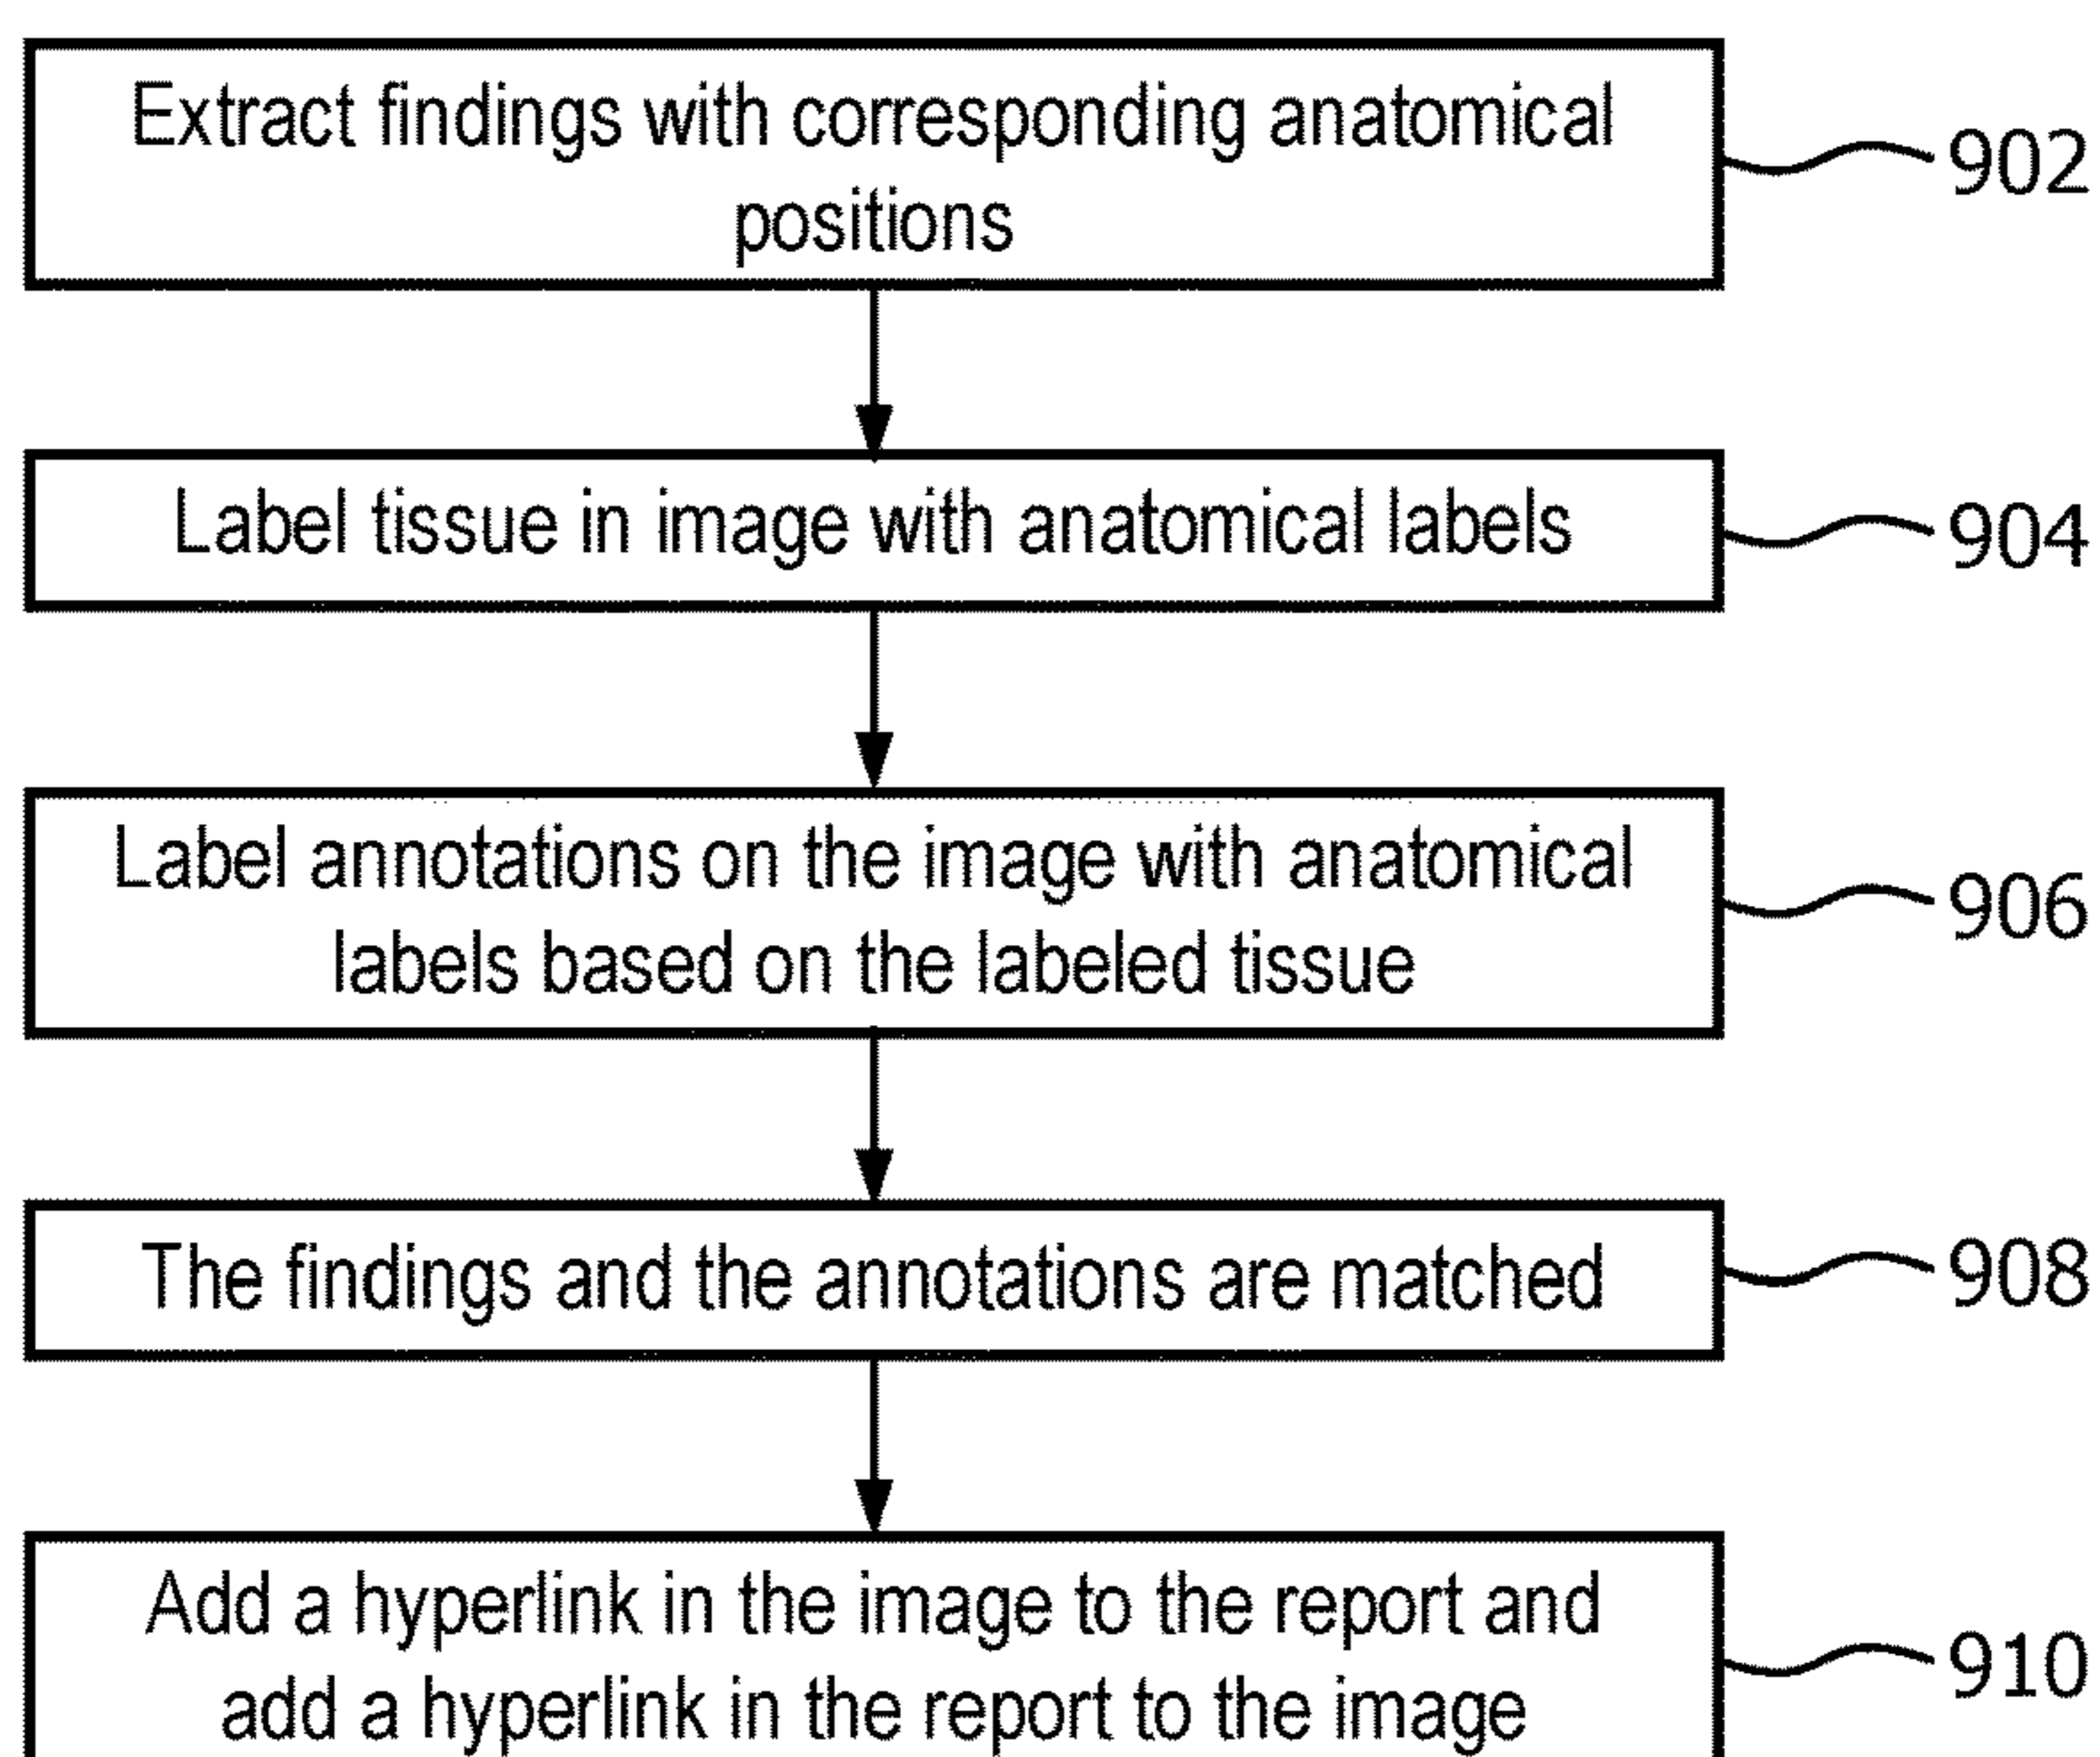 Extract findings with corresponding anatomical
positions
902
Label tissue in image with anatomical labels
904
Label annotations on the image with anatomical
labels based on the labeled tissue
906
The findings and the annotations are matched
908
Add a hyperlink in the image to the report and
add a hyperlink in the report to the image
910